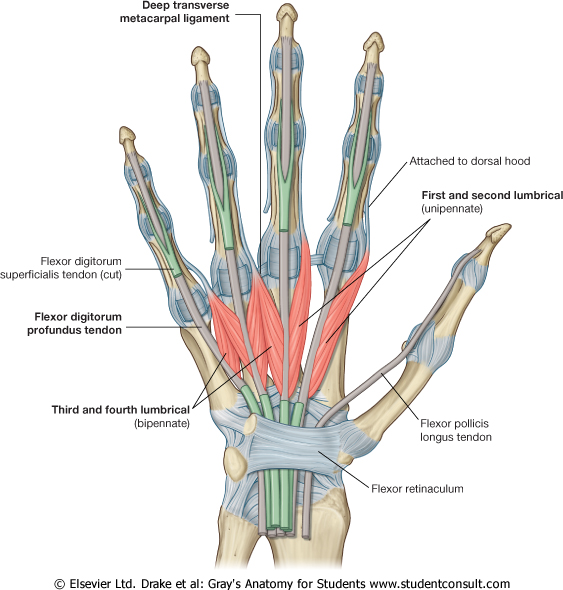 Deep transverse
metacarpal ligament
Attached to dorsal hood
First and second lumbrical
(unipennate)
Flexor digitorum
superficialis tendon (cut)
Flexor digitorum
profundus tendon
Third and fourth lumbrical
(bipennate)
Flexor pollicis
longus tendon
Flexor retinaculum
© Elsevier Ltd. Drake et al: Gray's Anatomy for Students www.studentconsult.com